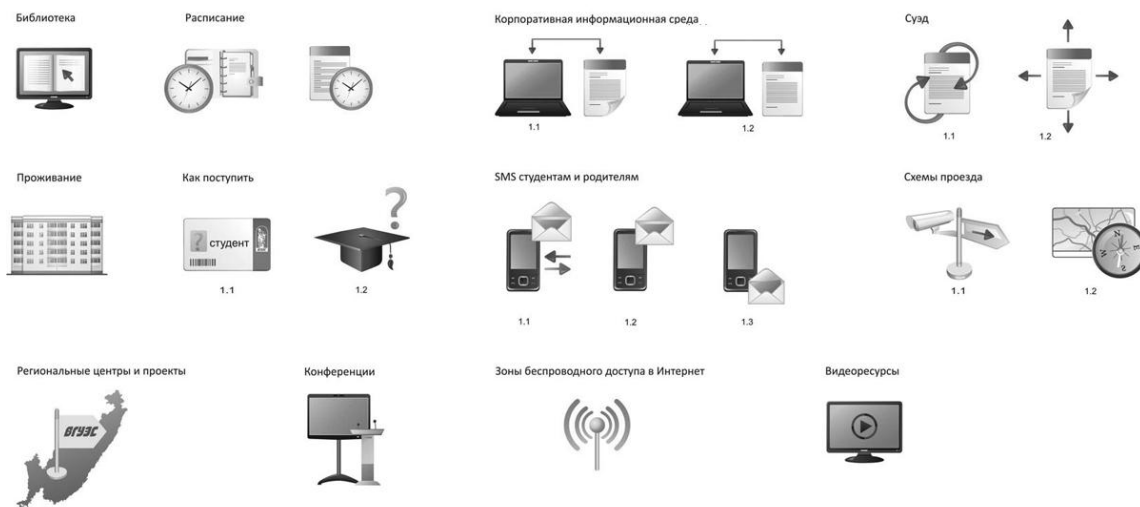 Библиотека
Расписание
Корпоративная информационная среда
Суэд
1.1
1.2
1.1
1.2
Проживание
Как поступить
SMS студентам и родителям
Схемы проезда
? студент
?
N
E
S
W
1.1
1.2
1.1
1.2
1.3
1.1
1.2
Региональные центры и проекты
Конференции
Зоны беспроводного доступа в Интернет
Видеоресурсы
ВГУЭС